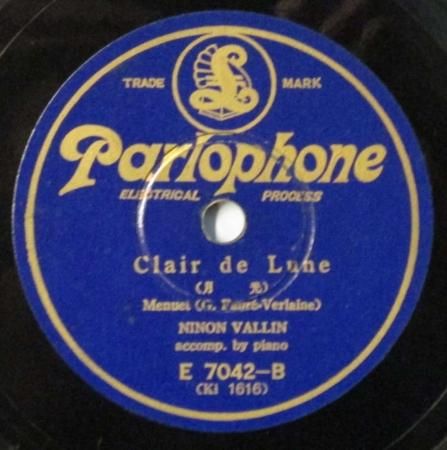 TRADE MARK
£
Parlophone
ELECTRICAL PROCESS
Clair de Lune
(月 光)
Menuet (G. Fauré-Verlaine)
NINON VALLIN
accomp. by piano
E 7042-B
(Ki 1616)